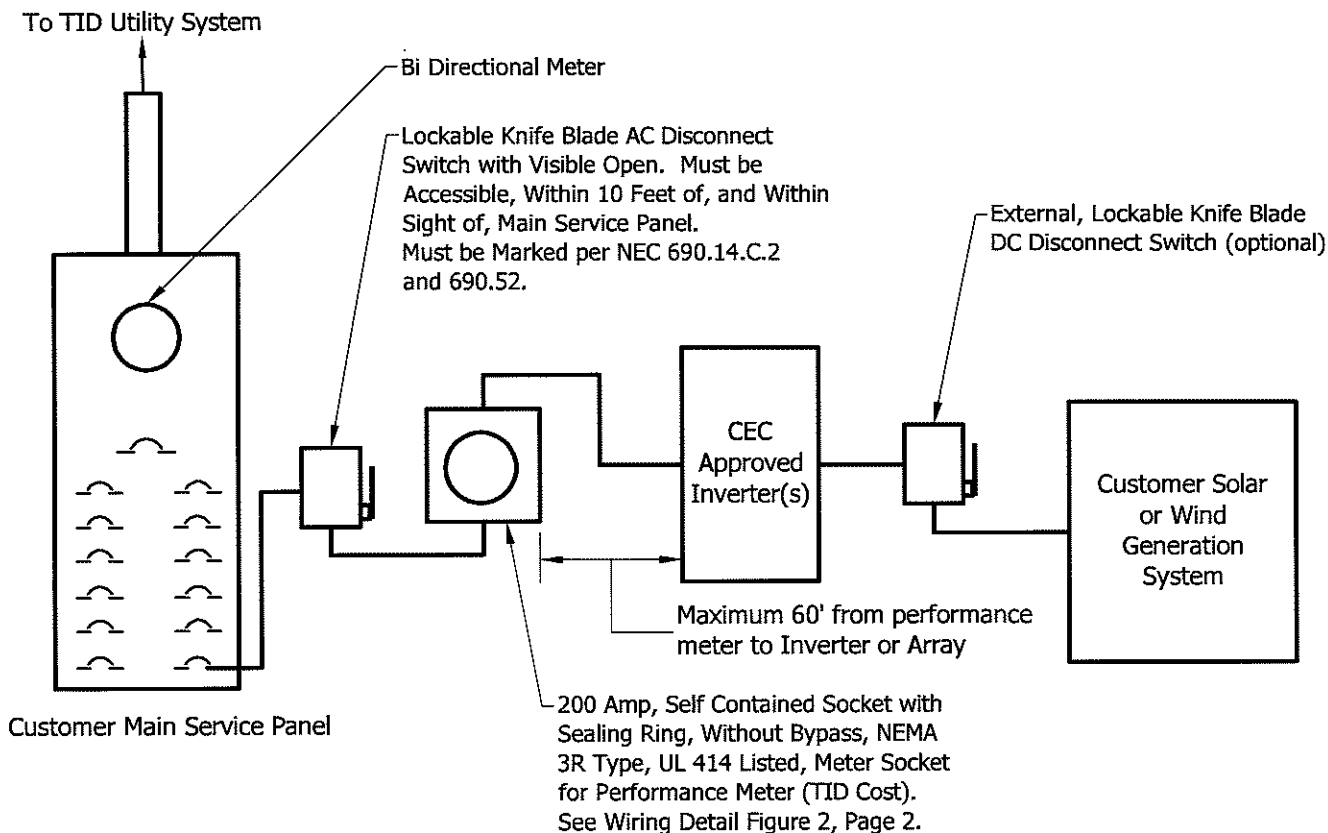 To TID Utility System
Bi Directional Meter
Lockable Knife Blade AC Disconnect
Switch with Visible Open.  Must be
Accessible, Within 10 Feet of, and Within
Sight of, Main Service Panel.
Must be Marked per NEC 690.14.C.2
and 690.52.
External, Lockable Knife Blade
DC Disconnect Switch (optional)
CEC
Approved
Inverter(s)
Customer Solar
or Wind
Generation
System
Maximum 60' from performance
meter to Inverter or Array
200 Amp, Self Contained Socket with
Sealing Ring, Without Bypass, NEMA
3R Type, UL 414 Listed, Meter Socket
for Performance Meter (TID Cost).
See Wiring Detail Figure 2, Page 2.
Customer Main Service Panel